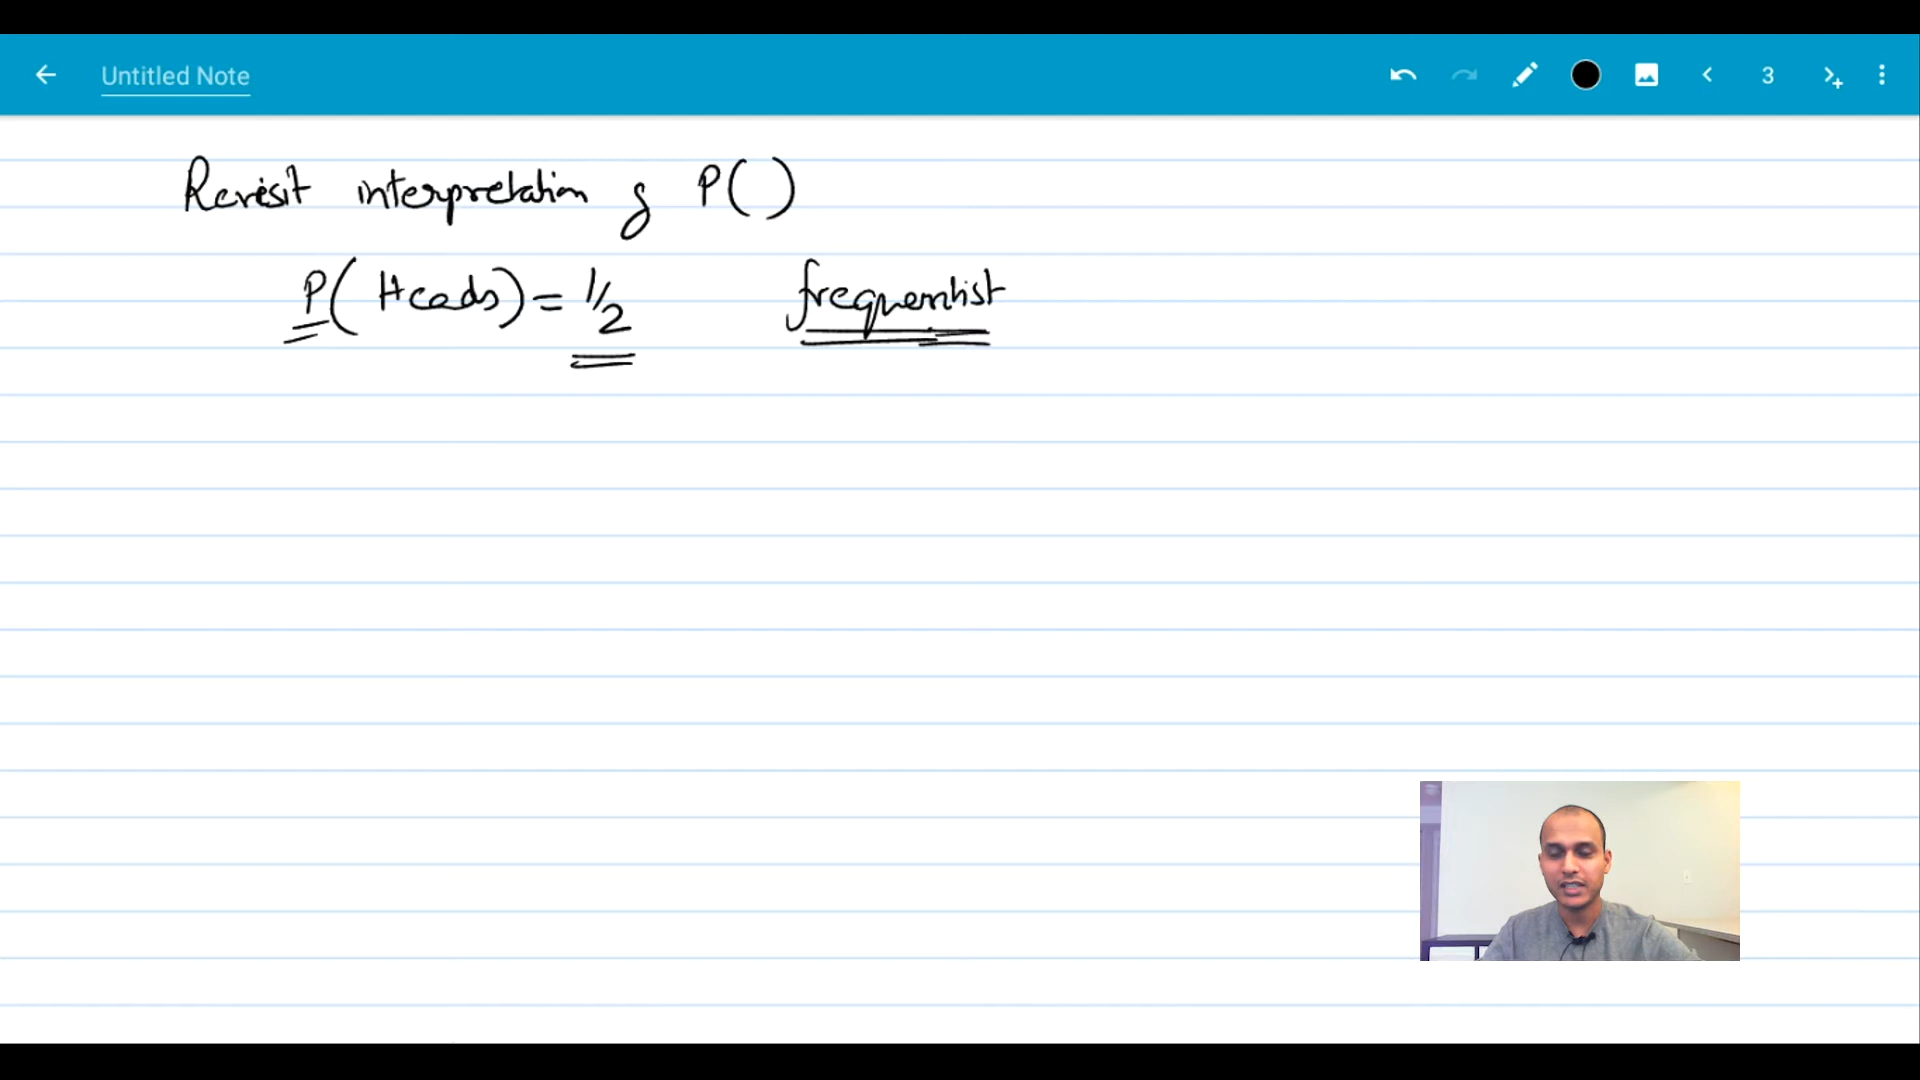 Untitled Note
3
Revisit interpretation of P( )
P(Heads) = 1/2 frequentist